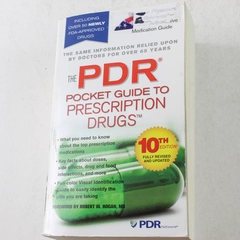 INCLUDING
OVER 50 NEWLY
FDA-APPROVED
DRUGS
Medication Guide
THE SAME INFORMATION RELIED UPON
BY DOCTORS FOR OVER 65 YEARS
THE PDR®
POCKET GUIDE TO
PRESCRIPTION
DRUGS™
10TH
EDITION
FULLY REVISED
AND UPDATED
• What you need to know
about the top prescription
medications
• Key facts about doses,
side effects, drug and food
interactions, and more
• Full-color visual identification
guide to easily identify the
pills you are taking
FOREWORD BY ROBERT W. HOGAN, MD
PDR